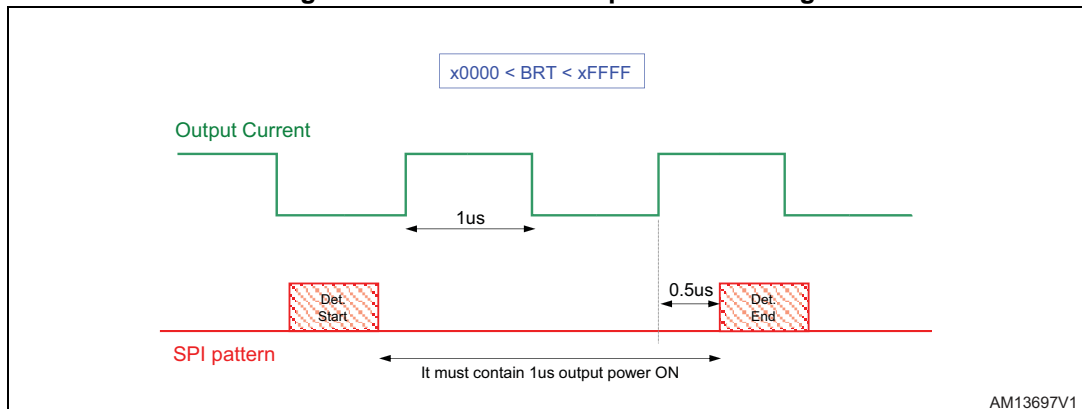 x0000 < BRT < xFFFF
Output Current
1us
0.5us
Det.
Start
Det.
End
SPI pattern
It must contain 1us output power ON
AM13697V1